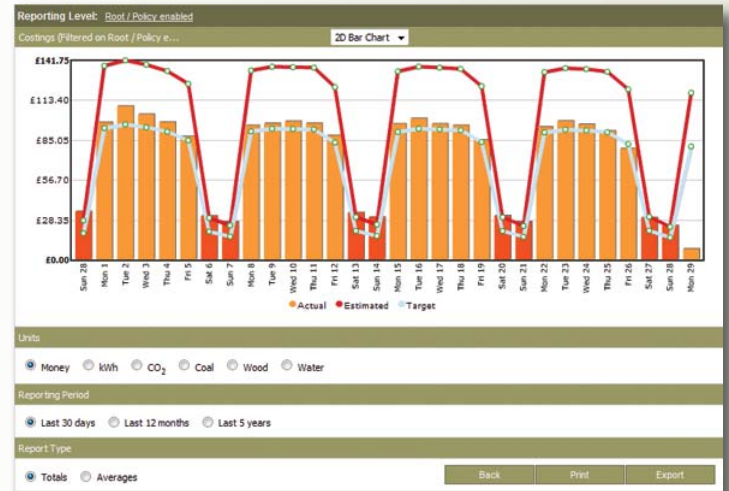 Reporting Level: Root / Policy enabled
Costings (Filtered on Root / Policy e... 2D Bar Chart
£141.75
£113.40
£85.05
£56.70
£28.35
£0.00
Sun 28 Mon 1 Tue 2 Wed 3 Thu 4 Fri 5 Sat 6 Sun 7 Mon 8 Tue 9 Wed 10 Thu 11 Fri 12 Sat 13 Sun 14 Mon 15 Tue 16 Wed 17 Thu 18 Fri 19 Sat 20 Sun 21 Mon 22 Tue 23 Wed 24 Thu 25 Fri 26 Sat 27 Sun 28 Mon 29
Actual Estimated Target
Units
Money kWh CO2 Coal Wood Water
Reporting Period
Last 30 days Last 12 months Last 5 years
Report Type
Totals Averages Back Print Export